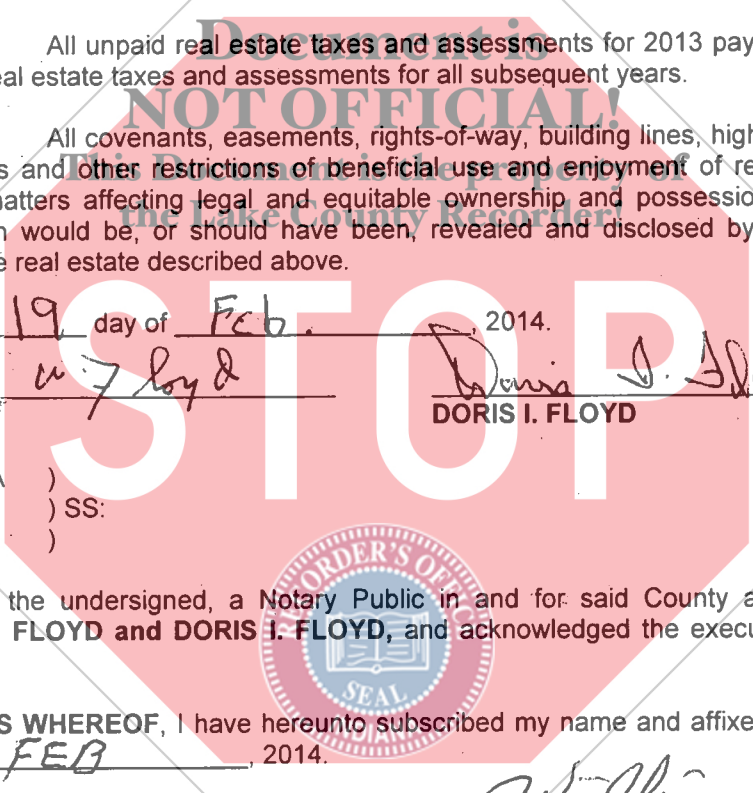 Document is
All unpaid real estate taxes and assessments for 2013 pay
eal estate taxes and assessments for all subsequent years.
NOT OFFICIAL!
All covenants, easements, rights-of-way, building lines, high
s and other restrictions of beneficial use and enjoyment of re
This Document is the property of
natters affecting legal and equitable ownership and possessio
the Lake County Recorder!
n would be, or should have been, revealed and disclosed by
e real estate described above.
19 day of Feb. , 2014.
w. Floyd
Doris I. Fl
DORIS I. FLOYD
STOP
)
) SS:
)
RECORDER'S OFFICE
the undersigned, a Notary Public in and for said County a
FLOYD and DORIS I. FLOYD, and acknowledged the execu
SEAL
INDIANA
S WHEREOF, I have hereunto subscribed my name and affixe
FEB , 2014.